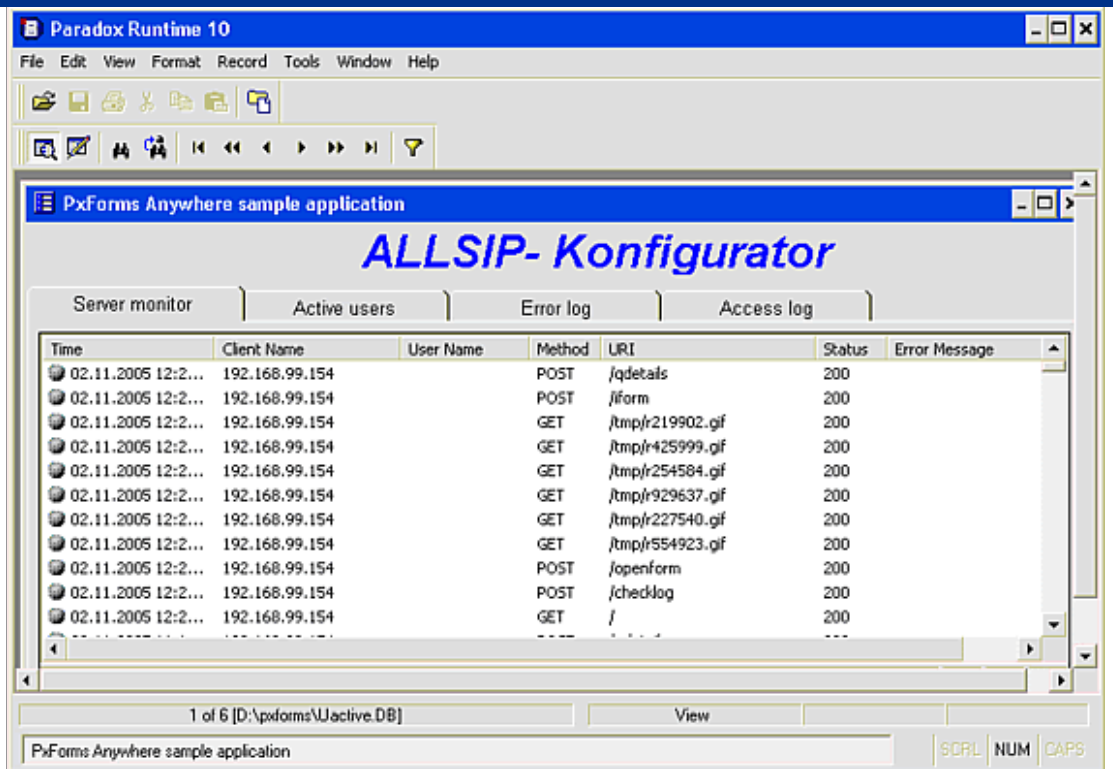 Paradox Runtime 10
File Edit View Format Record Tools Window Help
PxForms Anywhere sample application
ALLSIP- Konfigurator
Server monitor Active users Error log Access log
Time Client Name User Name Method URI Status Error Message
02.11.2005 12:2... 192.168.99.154 POST /qdetails 200
02.11.2005 12:2... 192.168.99.154 POST /iform 200
02.11.2005 12:2... 192.168.99.154 GET /tmp/r219902.gif 200
02.11.2005 12:2... 192.168.99.154 GET /tmp/r425999.gif 200
02.11.2005 12:2... 192.168.99.154 GET /tmp/r254584.gif 200
02.11.2005 12:2... 192.168.99.154 GET /tmp/r929637.gif 200
02.11.2005 12:2... 192.168.99.154 GET /tmp/r227540.gif 200
02.11.2005 12:2... 192.168.99.154 GET /tmp/r554923.gif 200
02.11.2005 12:2... 192.168.99.154 POST /openform 200
02.11.2005 12:2... 192.168.99.154 POST /checklog 200
02.11.2005 12:2... 192.168.99.154 GET / 200
1 of 6 [D:\pxforms\Uactive.DB] View
PxForms Anywhere sample application SCRL NUM CAPS